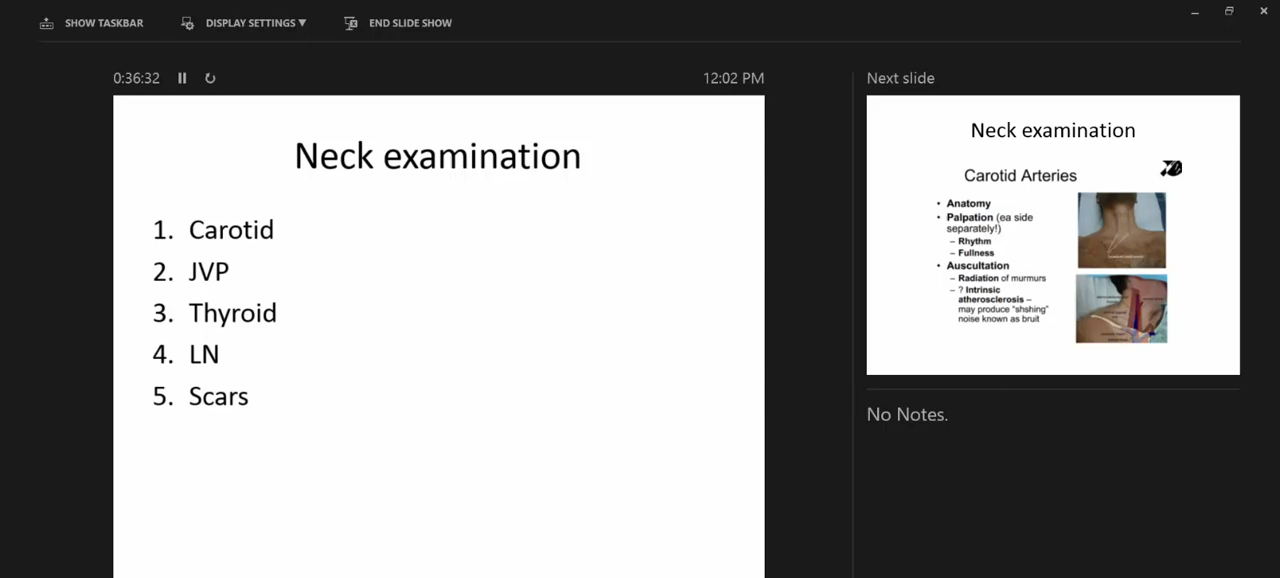 SHOW TASKBAR
DISPLAY SETTINGS ▼
END SLIDE SHOW
0:36:32
12:02 PM
Neck examination
1. Carotid
2. JVP
3. Thyroid
4. LN
5. Scars
Next slide
Neck examination
Carotid Arteries
• Anatomy
• Palpation (ea side
separately!)
– Rhythm
– Fullness
• Auscultation
– Radiation of murmurs
– ? Intrinsic
atherosclerosis –
may produce “shshing”
noise known as bruit
No Notes.